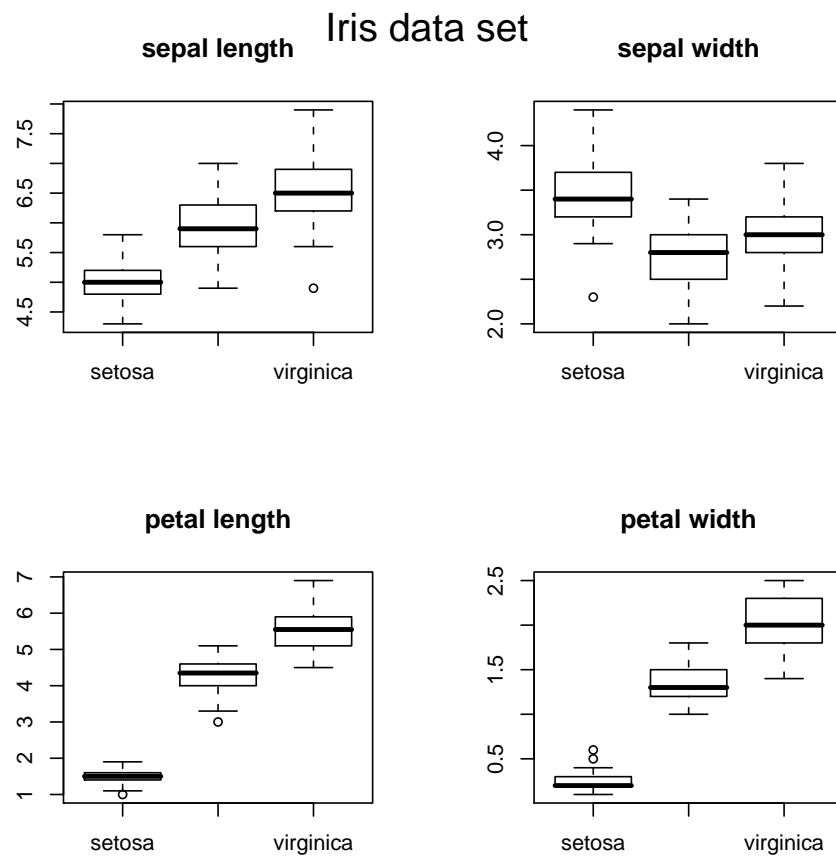 Iris data set
sepal length
7.5
6.5
5.5
4.5
setosa virginica
sepal width
4.0
3.0
2.0
setosa virginica
petal length
7
6
5
4
3
2
1
setosa virginica
petal width
2.5
1.5
0.5
setosa virginica